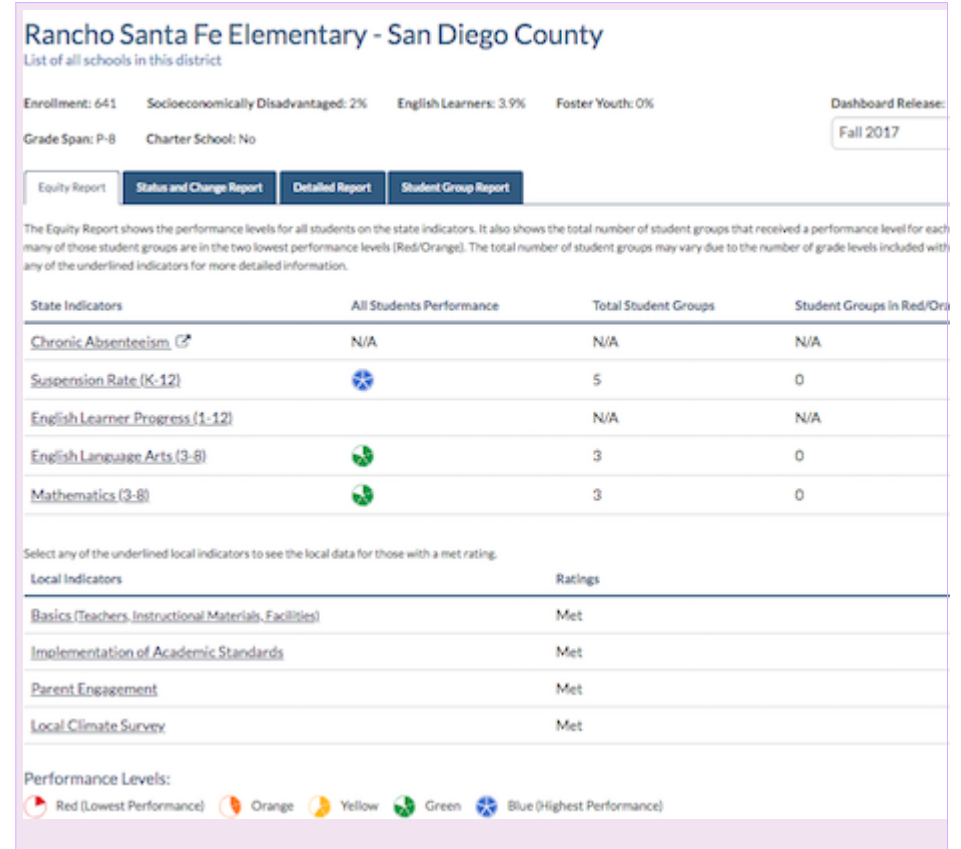 Rancho Santa Fe Elementary - San Diego County
List of all schools in this district
Enrollment: 641 Socioeconomically Disadvantaged: 2% English Learners: 3.9% Foster Youth: 0% Dashboard Release:
Grade Span: P-8 Charter School: No Fall 2017
Equity Report Status and Change Report Detailed Report Student Group Report
The Equity Report shows the performance levels for all students on the state indicators. It also shows the total number of student groups that received a performance level for each
many of those student groups are in the two lowest performance levels (Red/Orange). The total number of student groups may vary due to the number of grade levels included with
any of the underlined indicators for more detailed information.
State Indicators All Students Performance Total Student Groups Student Groups in Red/Ora
Chronic Absenteeism N/A N/A N/A
Suspension Rate (K-12) 5 0
English Learner Progress (1-12) N/A N/A
English Language Arts (3-8) 3 0
Mathematics (3-8) 3 0
Select any of the underlined local indicators to see the local data for those with a met rating.
Local Indicators Ratings
Basics (Teachers, Instructional Materials, Facilities) Met
Implementation of Academic Standards Met
Parent Engagement Met
Local Climate Survey Met
Performance Levels:
Red (Lowest Performance) Orange Yellow Green Blue (Highest Performance)